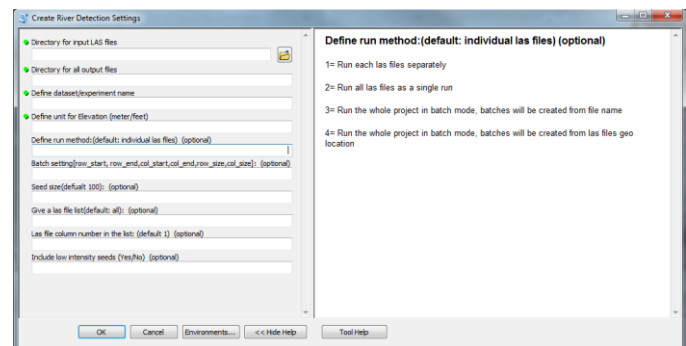 Create River Detection Settings
Directory for input LAS files
Directory for all output files
Define dataset/experiment name
Define unit for Elevation (meter/feet)
Define run method:(default: individual las files) (optional)
Batch setting[row_start, row_end,col_start,col_end,row_size,col_size]: (optional)
Seed size(defualt 100): (optional)
Give a las file list(default: all): (optional)
Las file column number in the list: (default 1) (optional)
Include low intensity seeds (Yes/No) (optional)
OK
Cancel
Environments...
<< Hide Help
Define run method:(default: individual las files) (optional)
1= Run each las files separately
2= Run all las files as a single run
3= Run the whole project in batch mode, batches will be created from file name
4= Run the whole project in batch mode, batches will be created from las files geo
location
Tool Help